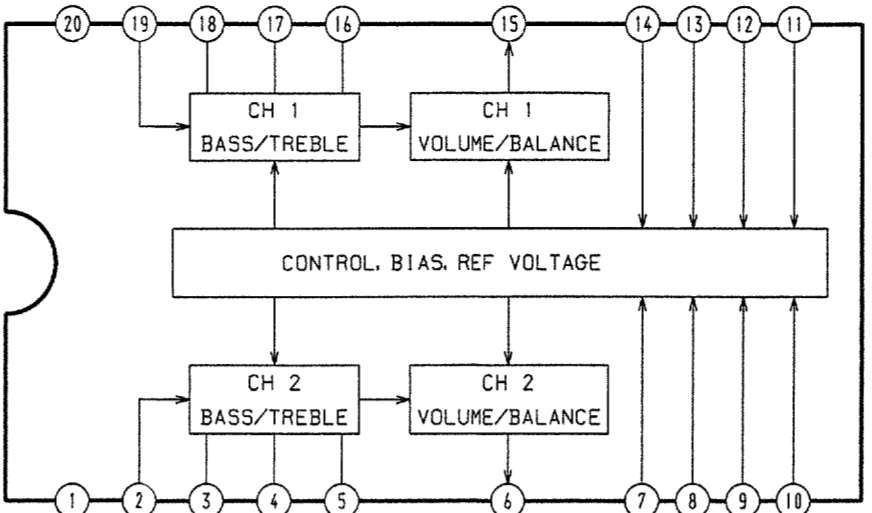 20 19 18 17 16 15 14 13 12 11
CH 1 CH 1
BASS/TREBLE VOLUME/BALANCE
CONTROL, BIAS, REF VOLTAGE
CH 2 CH 2
BASS/TREBLE VOLUME/BALANCE
1 2 3 4 5 6 7 8 9 10